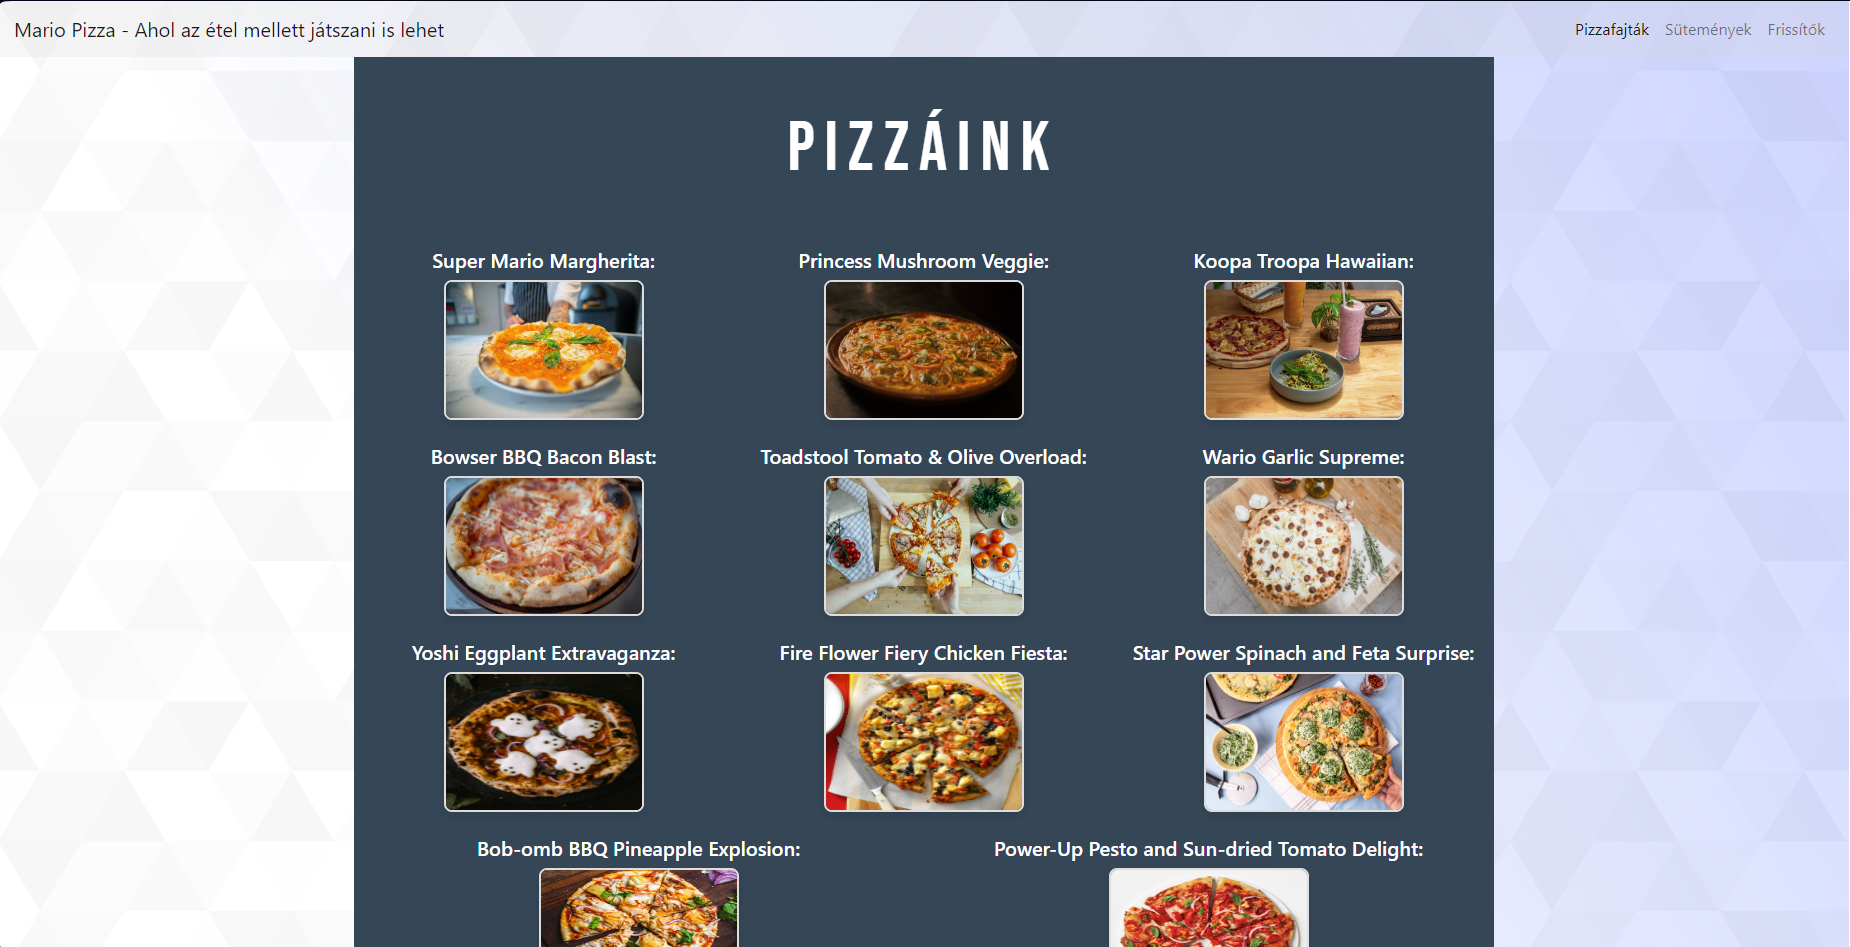 Mario Pizza - Ahol az étel mellett játszani is lehet
Pizzafajták Sütemények Frissítők
PIZZÁINK
Super Mario Margherita:
Princess Mushroom Veggie:
Koopa Troopa Hawaiian:
Bowser BBQ Bacon Blast:
Toadstool Tomato & Olive Overload:
Wario Garlic Supreme:
Yoshi Eggplant Extravaganza:
Fire Flower Fiery Chicken Fiesta:
Star Power Spinach and Feta Surprise:
Bob-omb BBQ Pineapple Explosion:
Power-Up Pesto and Sun-dried Tomato Delight: